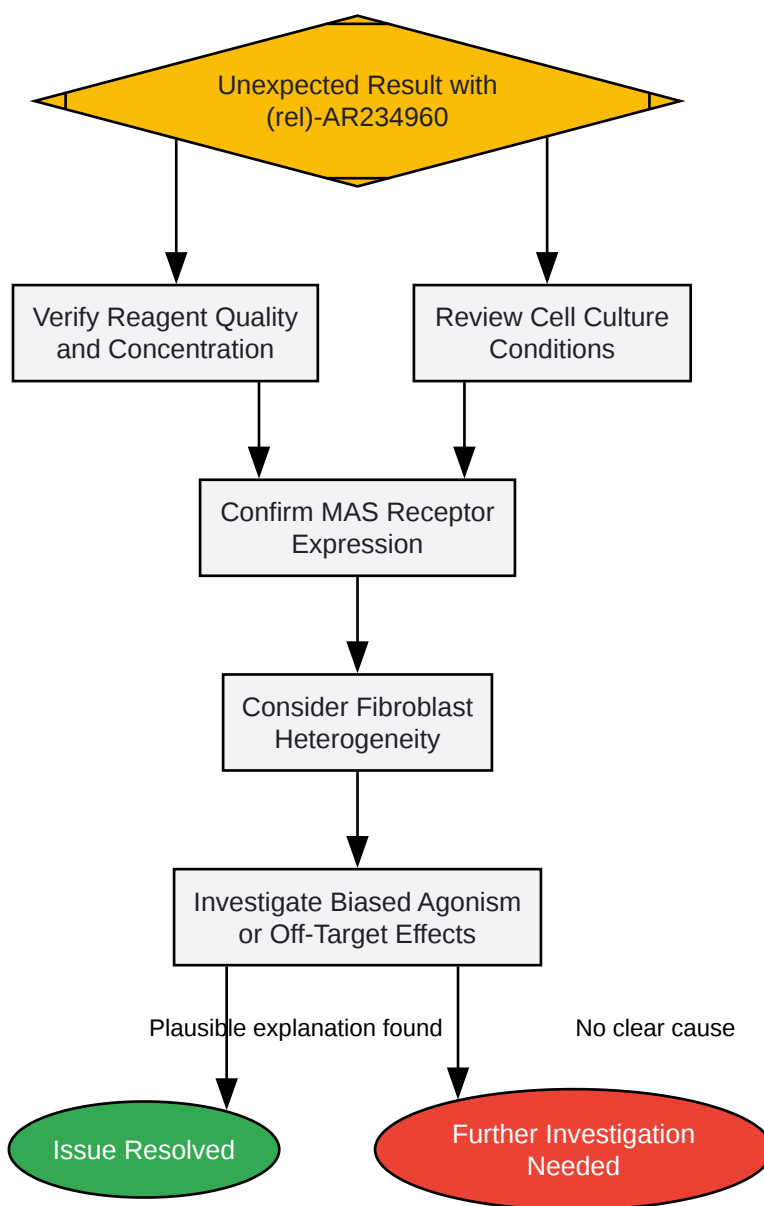 Unexpected Result with
(rel)-AR234960
Verify Reagent Quality
and Concentration
Review Cell Culture
Conditions
Confirm MAS Receptor
Expression
Consider Fibroblast
Heterogeneity
Investigate Biased Agonism
or Off-Target Effects
Plausible explanation found
No clear cause
Issue Resolved
Further Investigation
Needed